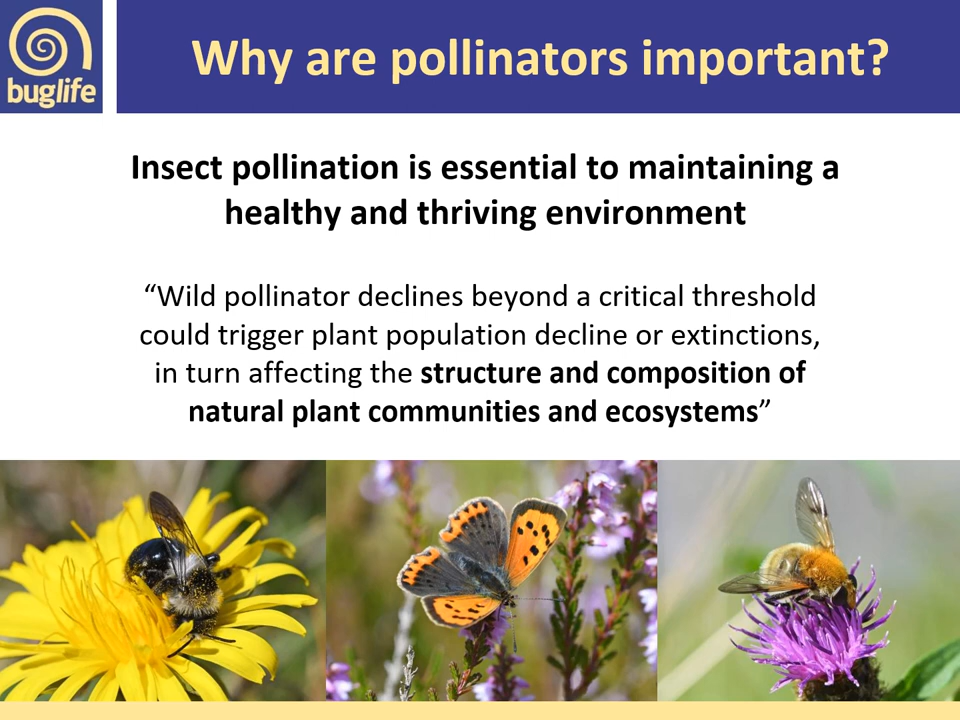 buglife
Why are pollinators important?
Insect pollination is essential to maintaining a
healthy and thriving environment
“Wild pollinator declines beyond a critical threshold
could trigger plant population decline or extinctions,
in turn affecting the structure and composition of
natural plant communities and ecosystems”